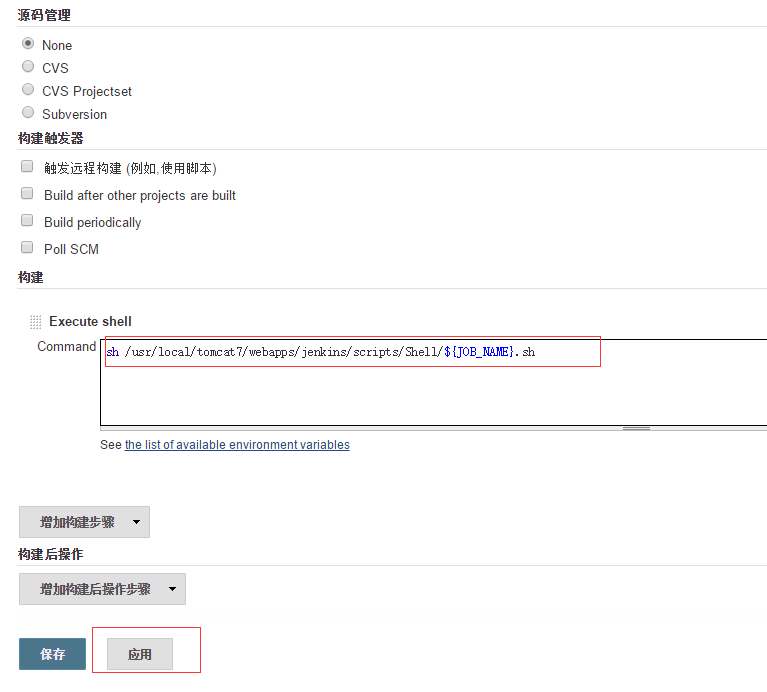 源码管理
None
CVS
CVS Projectset
Subversion
构建触发器
触发远程构建 (例如,使用脚本)
Build after other projects are built
Build periodically
Poll SCM
构建
Execute shell
Command sh /usr/local/tomcat7/webapps/jenkins/scripts/Shell/${JOB_NAME}.sh
See the list of available environment variables
增加构建步骤
构建后操作
增加构建后操作步骤
保存 应用